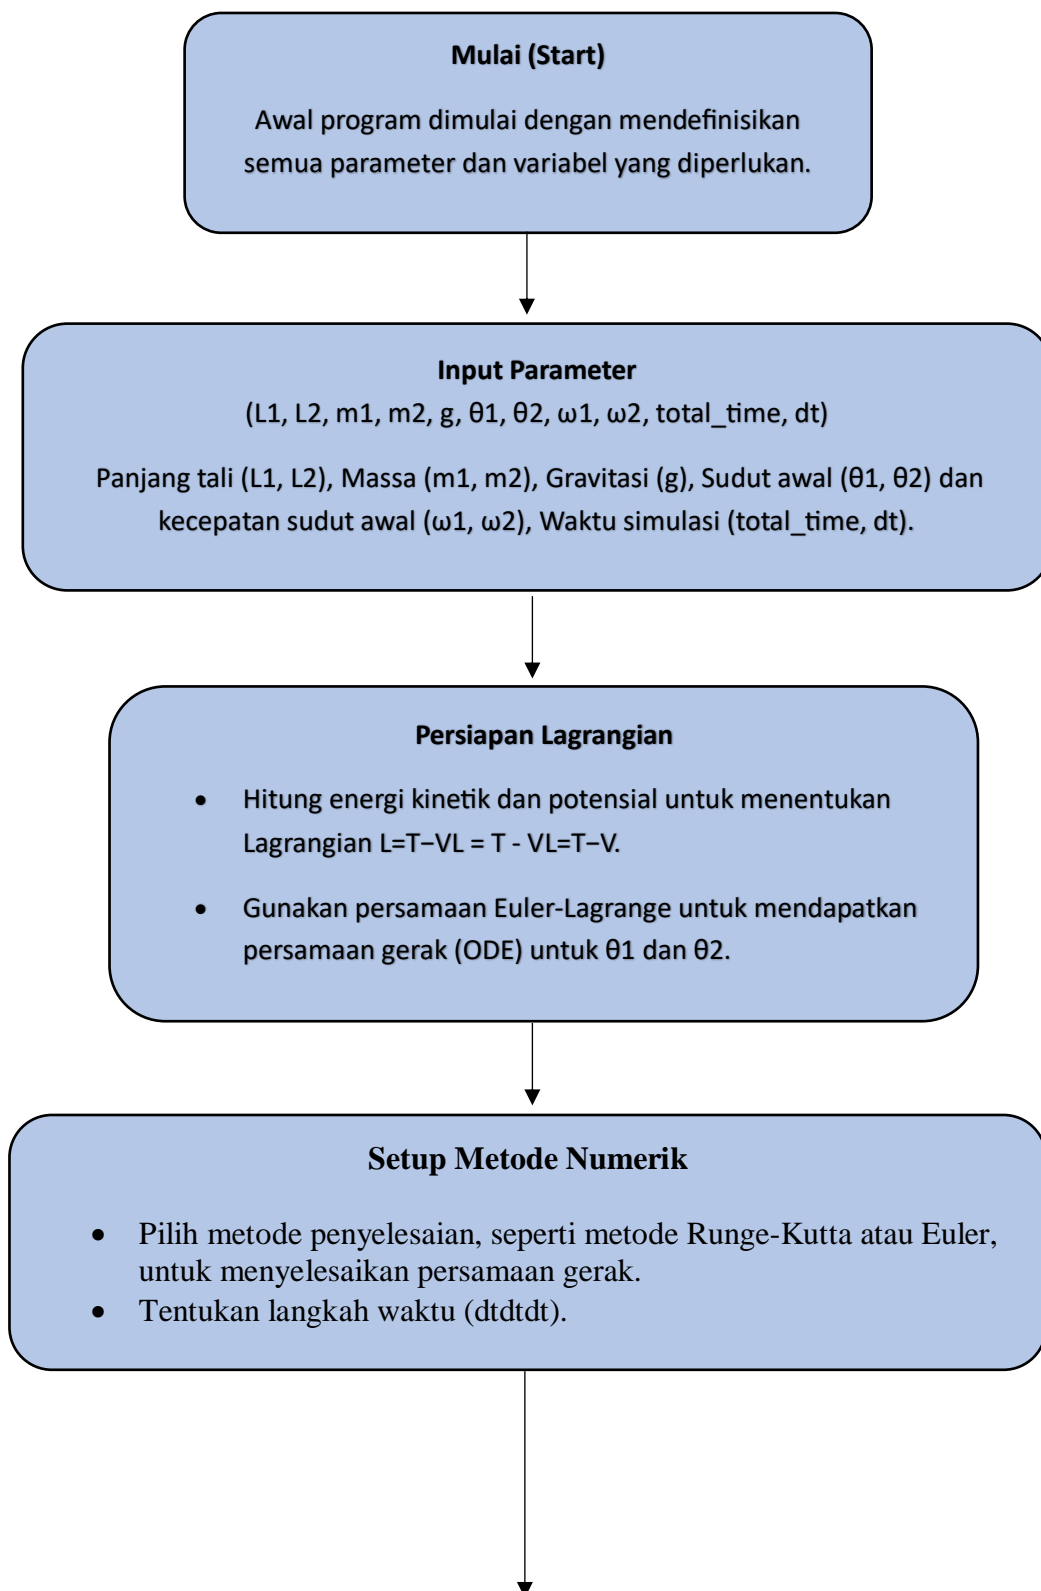 Mulai (Start)
Awal program dimulai dengan mendefinisikan
semua parameter dan variabel yang diperlukan.
Input Parameter
(L1, L2, m1, m2, g, θ1, θ2, ω1, ω2, total_time, dt)
Panjang tali (L1, L2), Massa (m1, m2), Gravitasi (g), Sudut awal (θ1, θ2) dan
kecepatan sudut awal (ω1, ω2), Waktu simulasi (total_time, dt).
Persiapan Lagrangian
• Hitung energi kinetik dan potensial untuk menentukan
Lagrangian L=T−VL = T - VL=T−V.
• Gunakan persamaan Euler-Lagrange untuk mendapatkan
persamaan gerak (ODE) untuk θ1 dan θ2.
Setup Metode Numerik
• Pilih metode penyelesaian, seperti metode Runge-Kutta atau Euler,
untuk menyelesaikan persamaan gerak.
• Tentukan langkah waktu (dtdtdt).